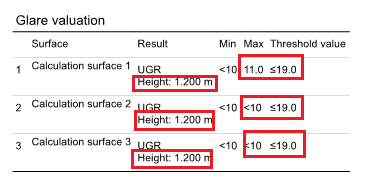 Glare valuation
Surface Result Min Max Threshold value
1 Calculation surface 1 UGR <10 11.0 ≤19.0
Height: 1.200 m
2 Calculation surface 2 UGR <10 <10 ≤19.0
Height: 1.200 m
3 Calculation surface 3 UGR <10 <10 ≤19.0
Height: 1.200 m